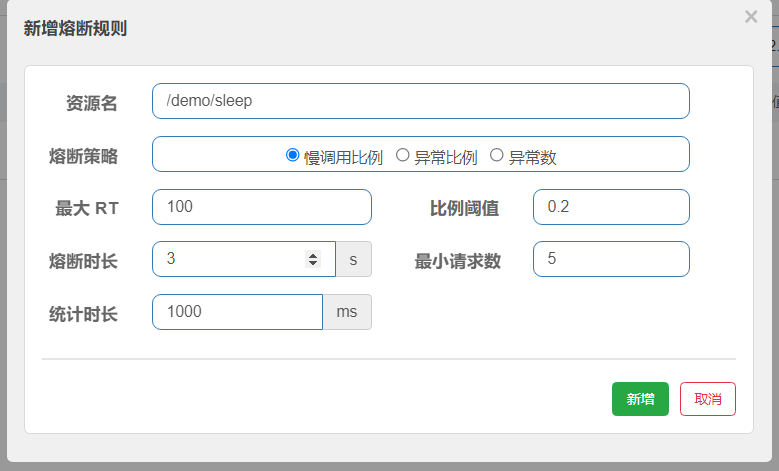 新增熔断规则
×
资源名 /demo/sleep
熔断策略 慢调用比例 异常比例 异常数
最大 RT 100 比例阈值 0.2
熔断时长 3 s 最小请求数 5
统计时长 1000 ms
新增 取消